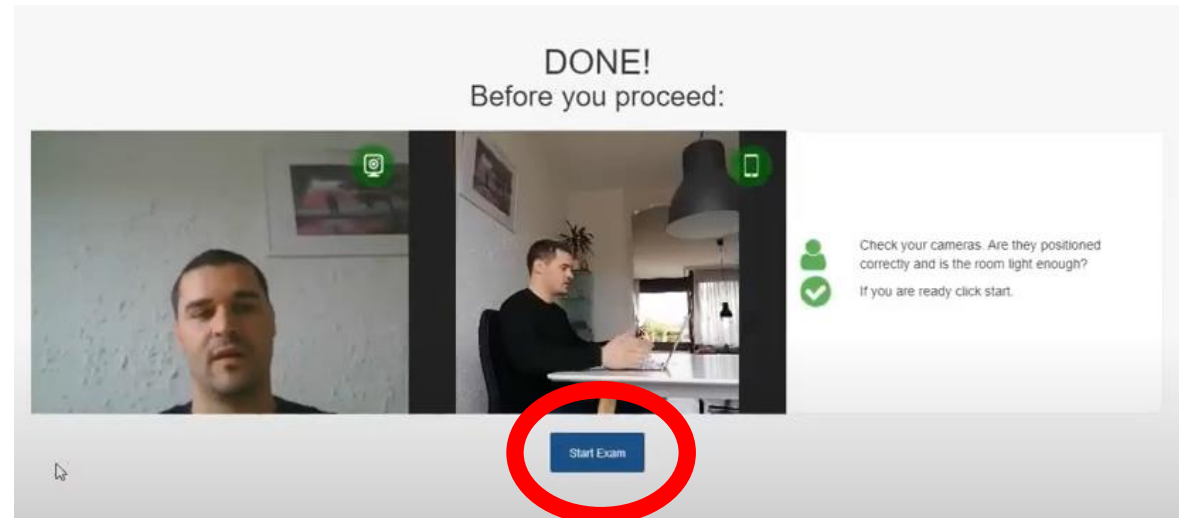 DONE!
Before you proceed:
Check your cameras. Are they positioned
correctly and is the room light enough?
If you are ready click start.
Start Exam